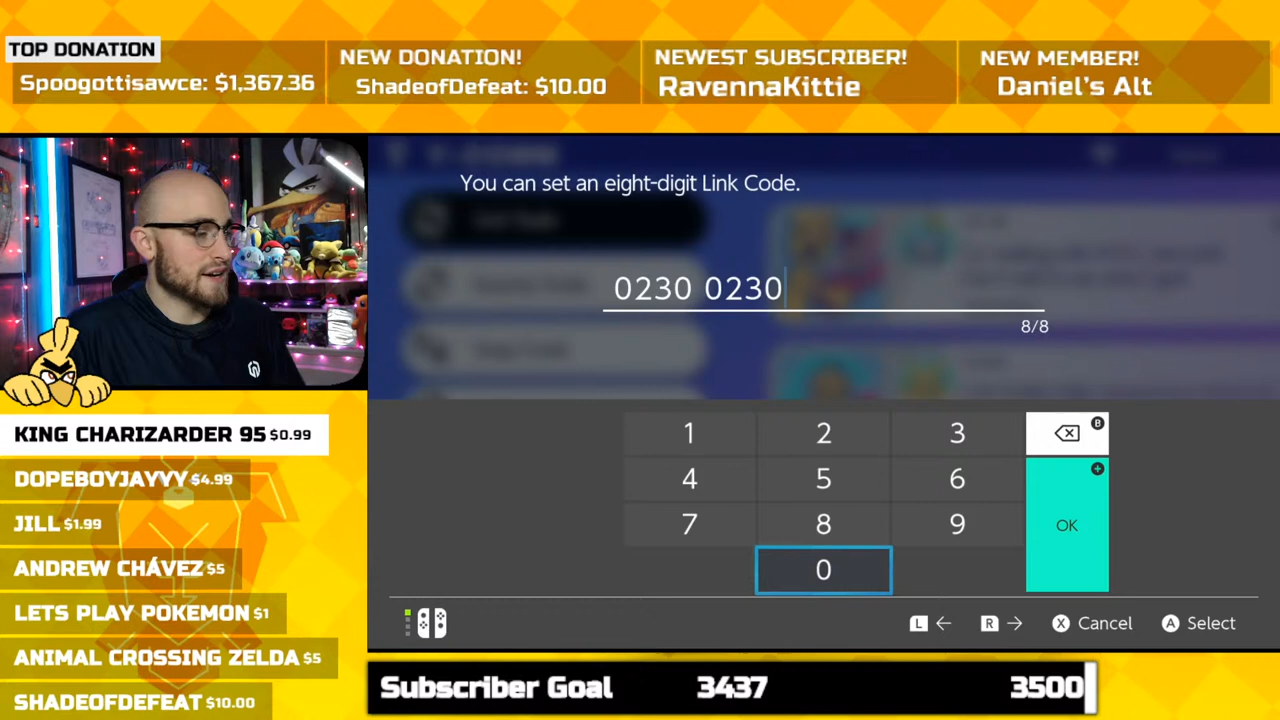 TOP DONATION
Spoogottisawce: $1,367.36
NEW DONATION!
ShadeofDefeat: $10.00
NEWEST SUBSCRIBER!
RavennaKittie
NEW MEMBER!
Daniel's Alt
You can set an eight-digit Link Code.
0230 0230
8/8
1 2 3
B
4 5 6
7 8 9
OK
0
L ← R → X Cancel A Select
KING CHARIZARDER 95 $0.99
DOPEBOYJAYYY $4.99
JILL $1.99
ANDREW CHÁVEZ $5
LETS PLAY POKEMON $1
ANIMAL CROSSING ZELDA $5
SHADEOFDEFEAT $10.00
Subscriber Goal 3437 3500